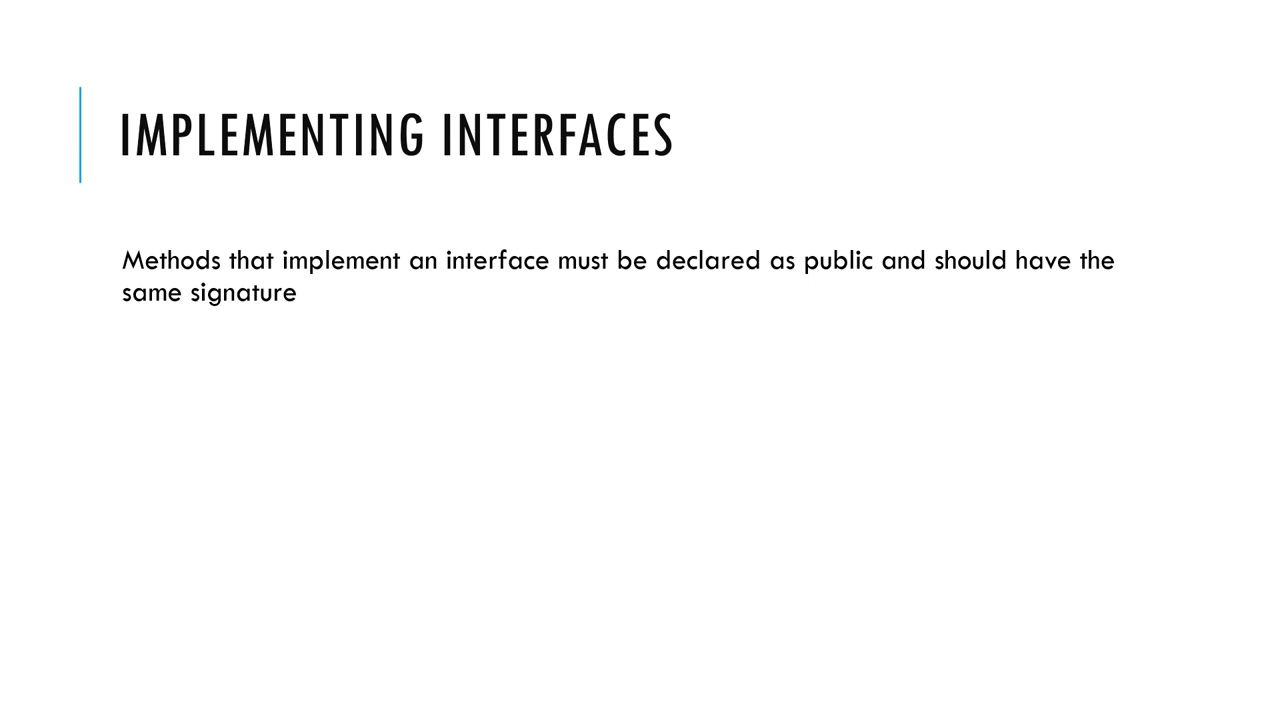 IMPLEMENTING INTERFACES
Methods that implement an interface must be declared as public and should have the
same signature